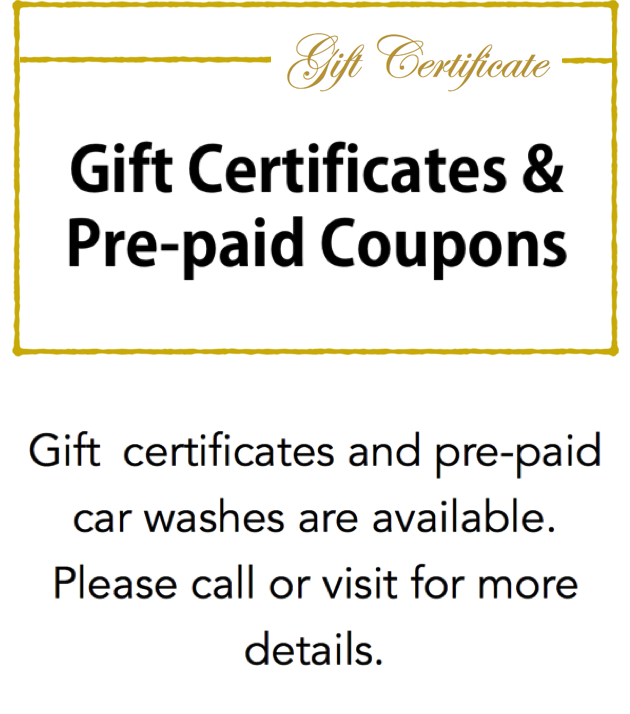 Gift Certificate
Gift Certificates &
Pre-paid Coupons
Gift certificates and pre-paid
car washes are available.
Please call or visit for more
details.